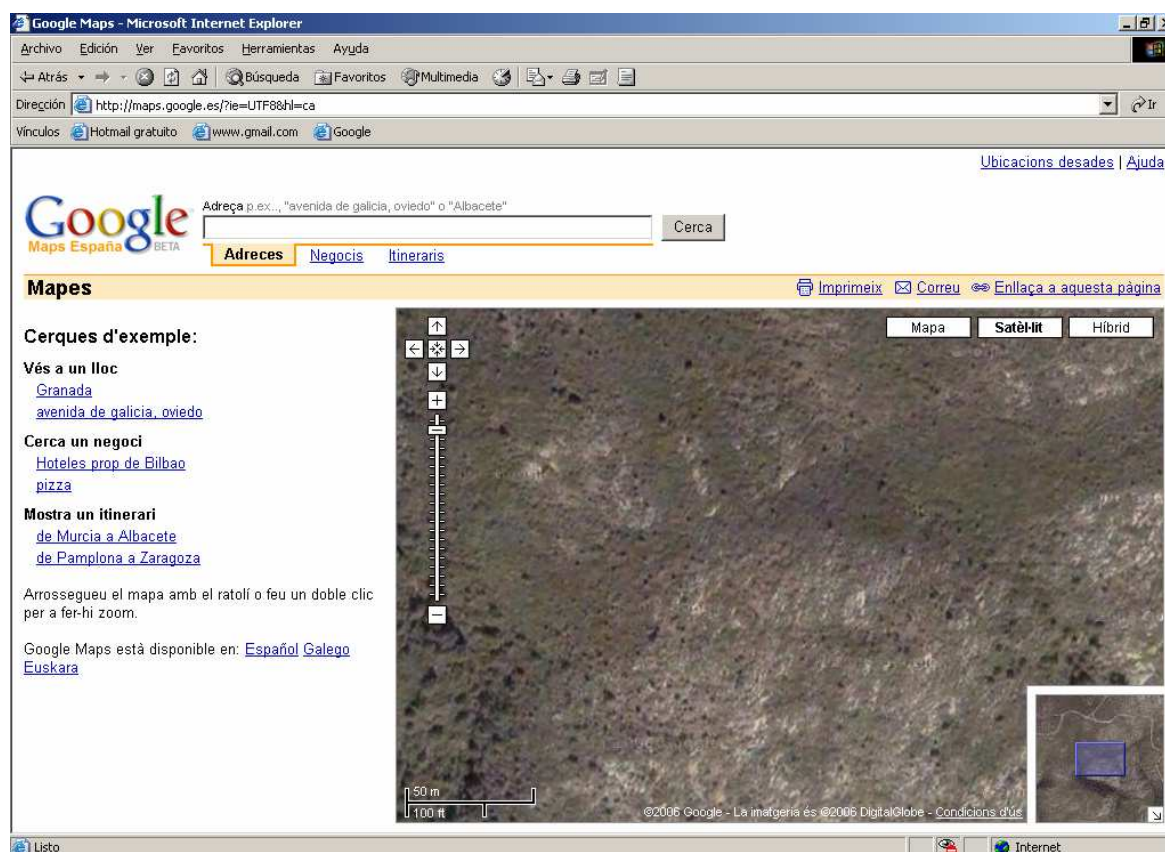 Google Maps - Microsoft Internet Explorer
Archivo Edición Ver Favoritos Herramientas Ayuda
Atrás Búsqueda Favoritos Multimedia
Dirección http://maps.google.es/?ie=UTF8&hl=ca Ir
Vínculos Hotmail gratuito www.gmail.com Google
Ubicacions desades | Ajuda
Google
Maps España BETA
Adreça p.ex.., "avenida de galicia, oviedo" o "Albacete"
Cerca
Adreces Negocis Itineraris
Mapes Imprimeix Correu Enllaça a aquesta pàgina
Cerques d'exemple:
Vés a un lloc
Granada
avenida de galicia, oviedo
Cerca un negoci
Hoteles prop de Bilbao
pizza
Mostra un itinerari
de Murcia a Albacete
de Pamplona a Zaragoza
Arrossegueu el mapa amb el ratolí o feu un doble clic
per a fer-hi zoom.
Google Maps està disponible en: Español Galego
Euskara
Mapa Satèl·lit Híbrid
50 m
100 ft
©2006 Google - La imatgeria és ©2006 DigitalGlobe - Condicions d'ús
Listo Internet